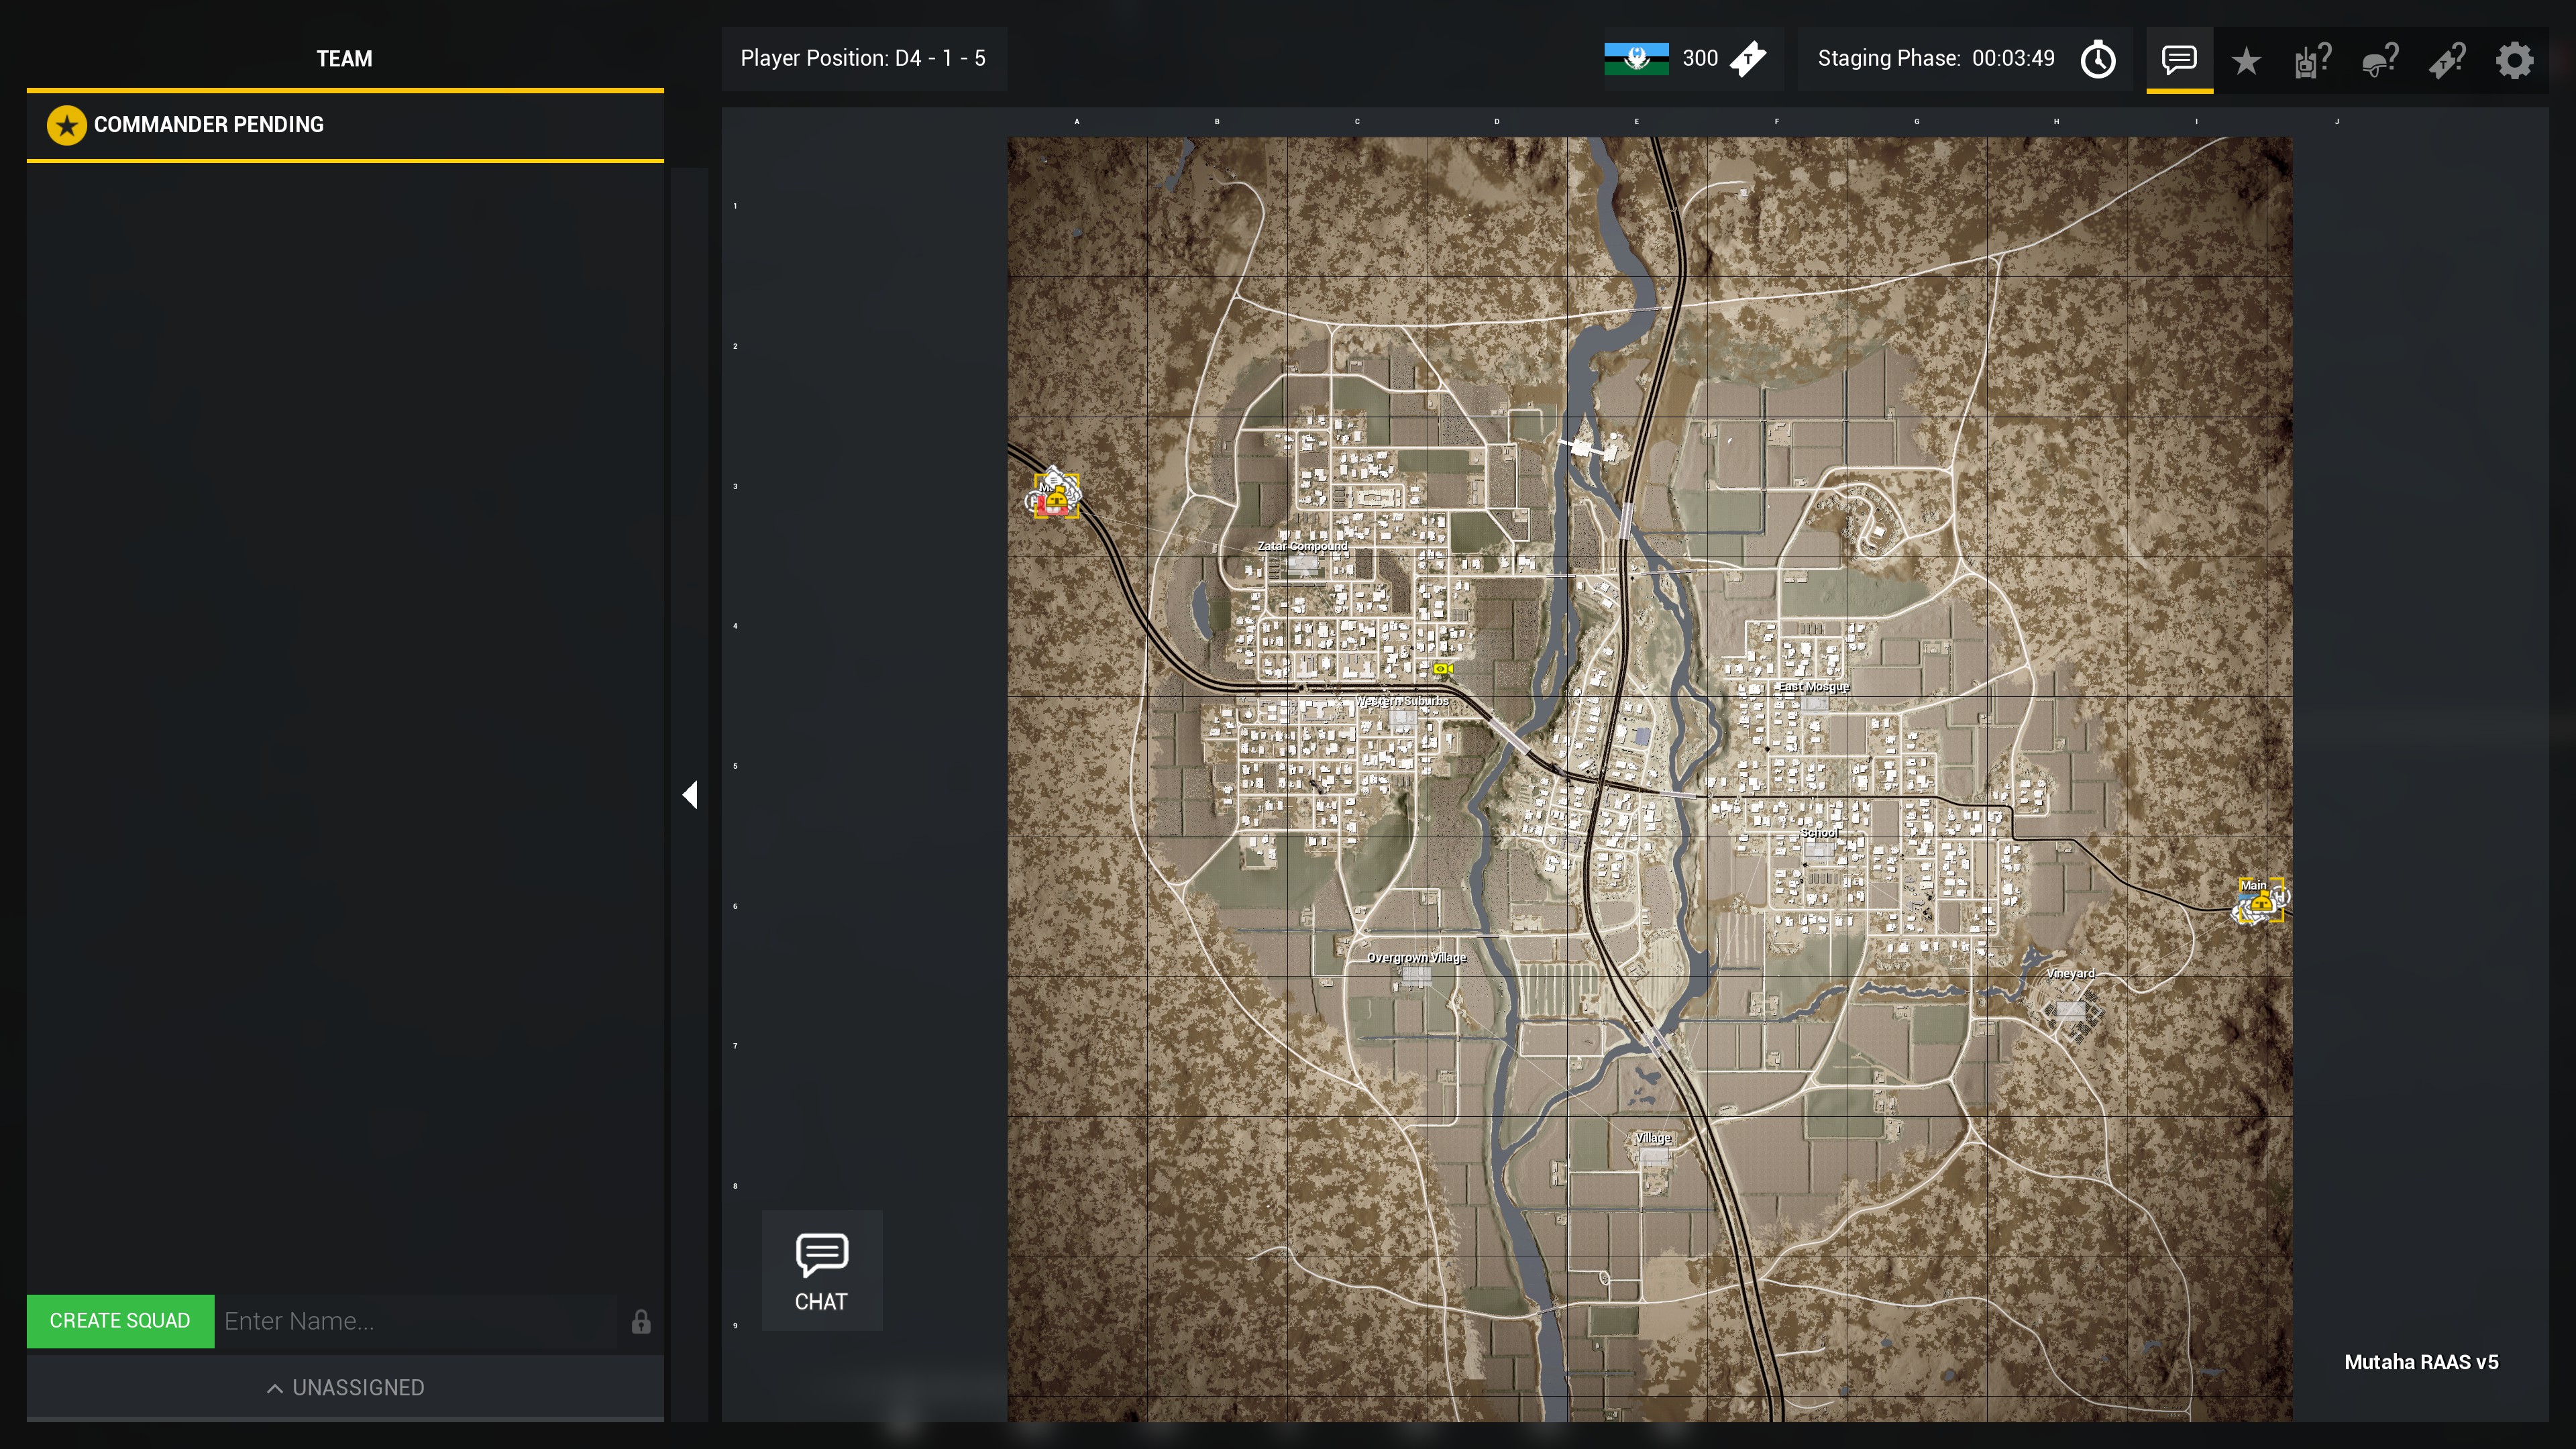 TEAM
Player Position: D4 - 1 - 5
300
Staging Phase: 00:03:49
COMMANDER PENDING
A B C D E F G H I J
1
2
3
Zatar Compound
4
East Mosque
Western Suburbs
5
School
Main
6
Overgrown Village
Vineyard
7
Village
8
CHAT
9
CREATE SQUAD
Enter Name...
UNASSIGNED
Mutaha RAAS v5